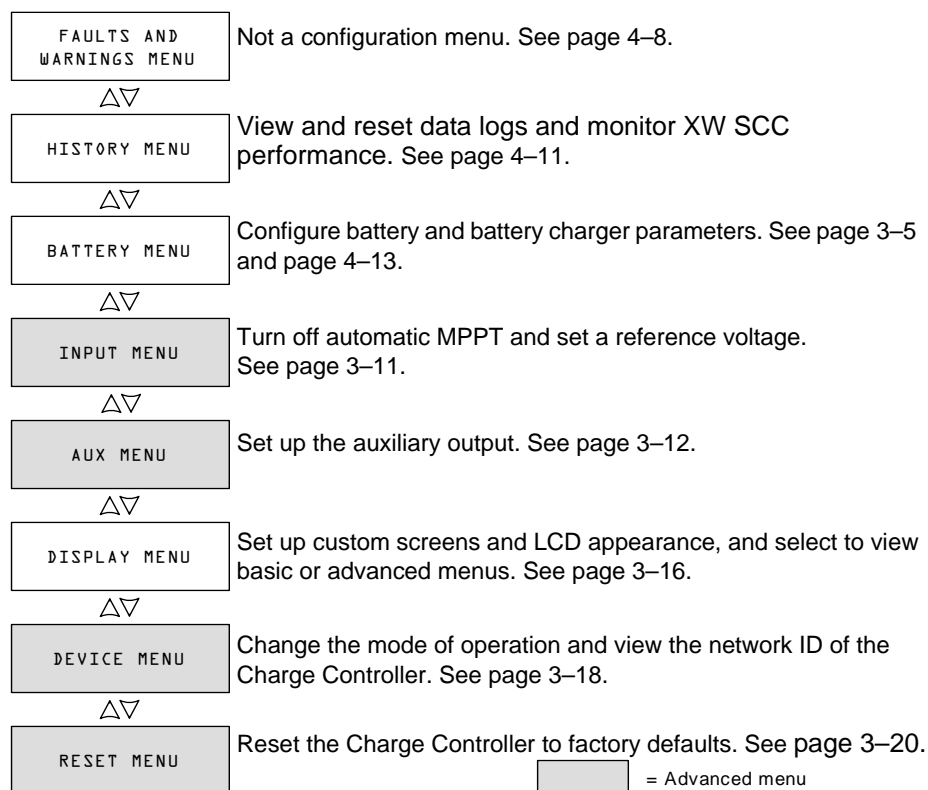 FAULTS AND
WARNINGS MENU
Not a configuration menu. See page 4–8.
HISTORY MENU
View and reset data logs and monitor XW SCC
performance. See page 4–11.
BATTERY MENU
Configure battery and battery charger parameters. See page 3–5
and page 4–13.
INPUT MENU
Turn off automatic MPPT and set a reference voltage.
See page 3–11.
AUX MENU
Set up the auxiliary output. See page 3–12.
DISPLAY MENU
Set up custom screens and LCD appearance, and select to view
basic or advanced menus. See page 3–16.
DEVICE MENU
Change the mode of operation and view the network ID of the
Charge Controller. See page 3–18.
RESET MENU
Reset the Charge Controller to factory defaults. See page 3–20.
= Advanced menu